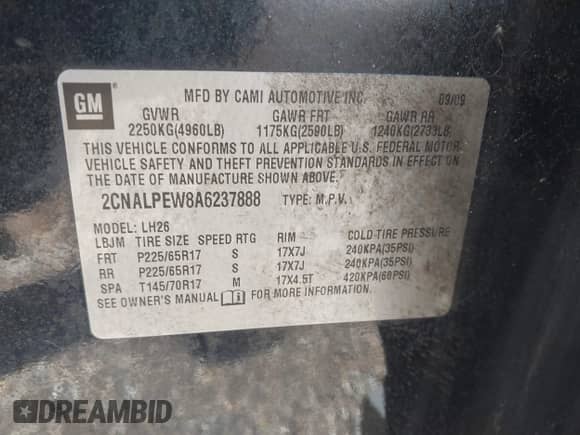 GM
MFD BY CAMI AUTOMOTIVE INC. 09/09
GVWR GAWR FRT GAWR RR
2250KG(4960LB) 1175KG(2590LB) 1240KG(2733LB)
THIS VEHICLE CONFORMS TO ALL APPLICABLE U.S. FEDERAL MOTOR
VEHICLE SAFETY AND THEFT PREVENTION STANDARDS IN EFFECT ON
THE DATE OF MANUFACTURE SHOWN ABOVE.
2CNALPEW8A6237888 TYPE: M.P.V.
MODEL: LH26
LBJM TIRE SIZE SPEED RTG RIM COLD TIRE PRESSURE
FRT P225/65R17 S 17X7J 240KPA(35PSI)
RR P225/65R17 S 17X7J 240KPA(35PSI)
SPA T145/70R17 M 17X4.5T 420KPA(60PSI)
SEE OWNER'S MANUAL FOR MORE INFORMATION.
DREAMBID